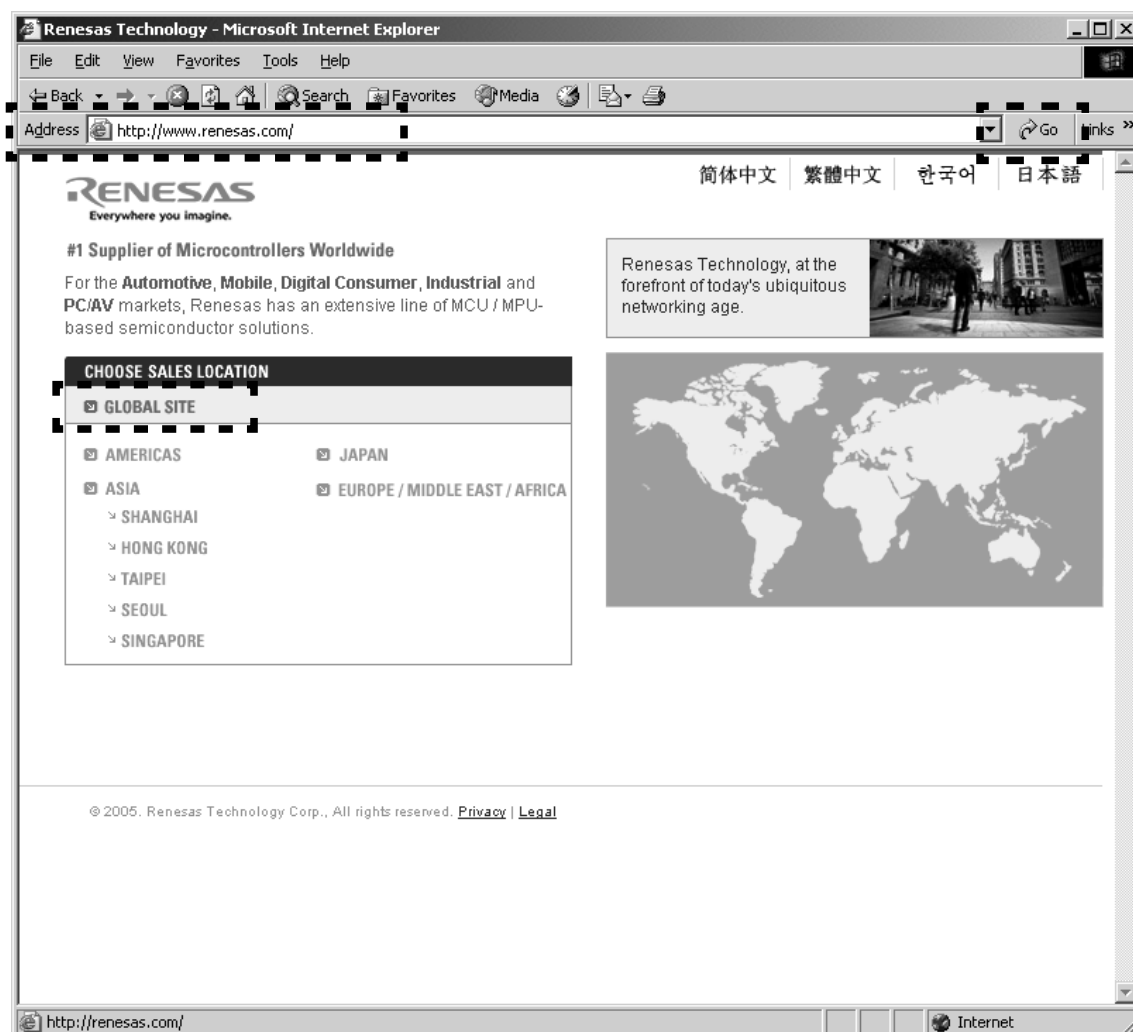 Renesas Technology - Microsoft Internet Explorer
File Edit View Favorites Tools Help
Back Search Favorites Media
Address http://www.renesas.com/ Go Links »
简体中文 繁體中文 한국어 日本語
RENESAS
Everywhere you imagine.
#1 Supplier of Microcontrollers Worldwide
For the Automotive, Mobile, Digital Consumer, Industrial and
PC/AV markets, Renesas has an extensive line of MCU / MPU-
based semiconductor solutions.
Renesas Technology, at the
forefront of today's ubiquitous
networking age.
CHOOSE SALES LOCATION
GLOBAL SITE
AMERICAS JAPAN
ASIA EUROPE / MIDDLE EAST / AFRICA
SHANGHAI
HONG KONG
TAIPEI
SEOUL
SINGAPORE
© 2005. Renesas Technology Corp., All rights reserved. Privacy | Legal
http://renesas.com/ Internet